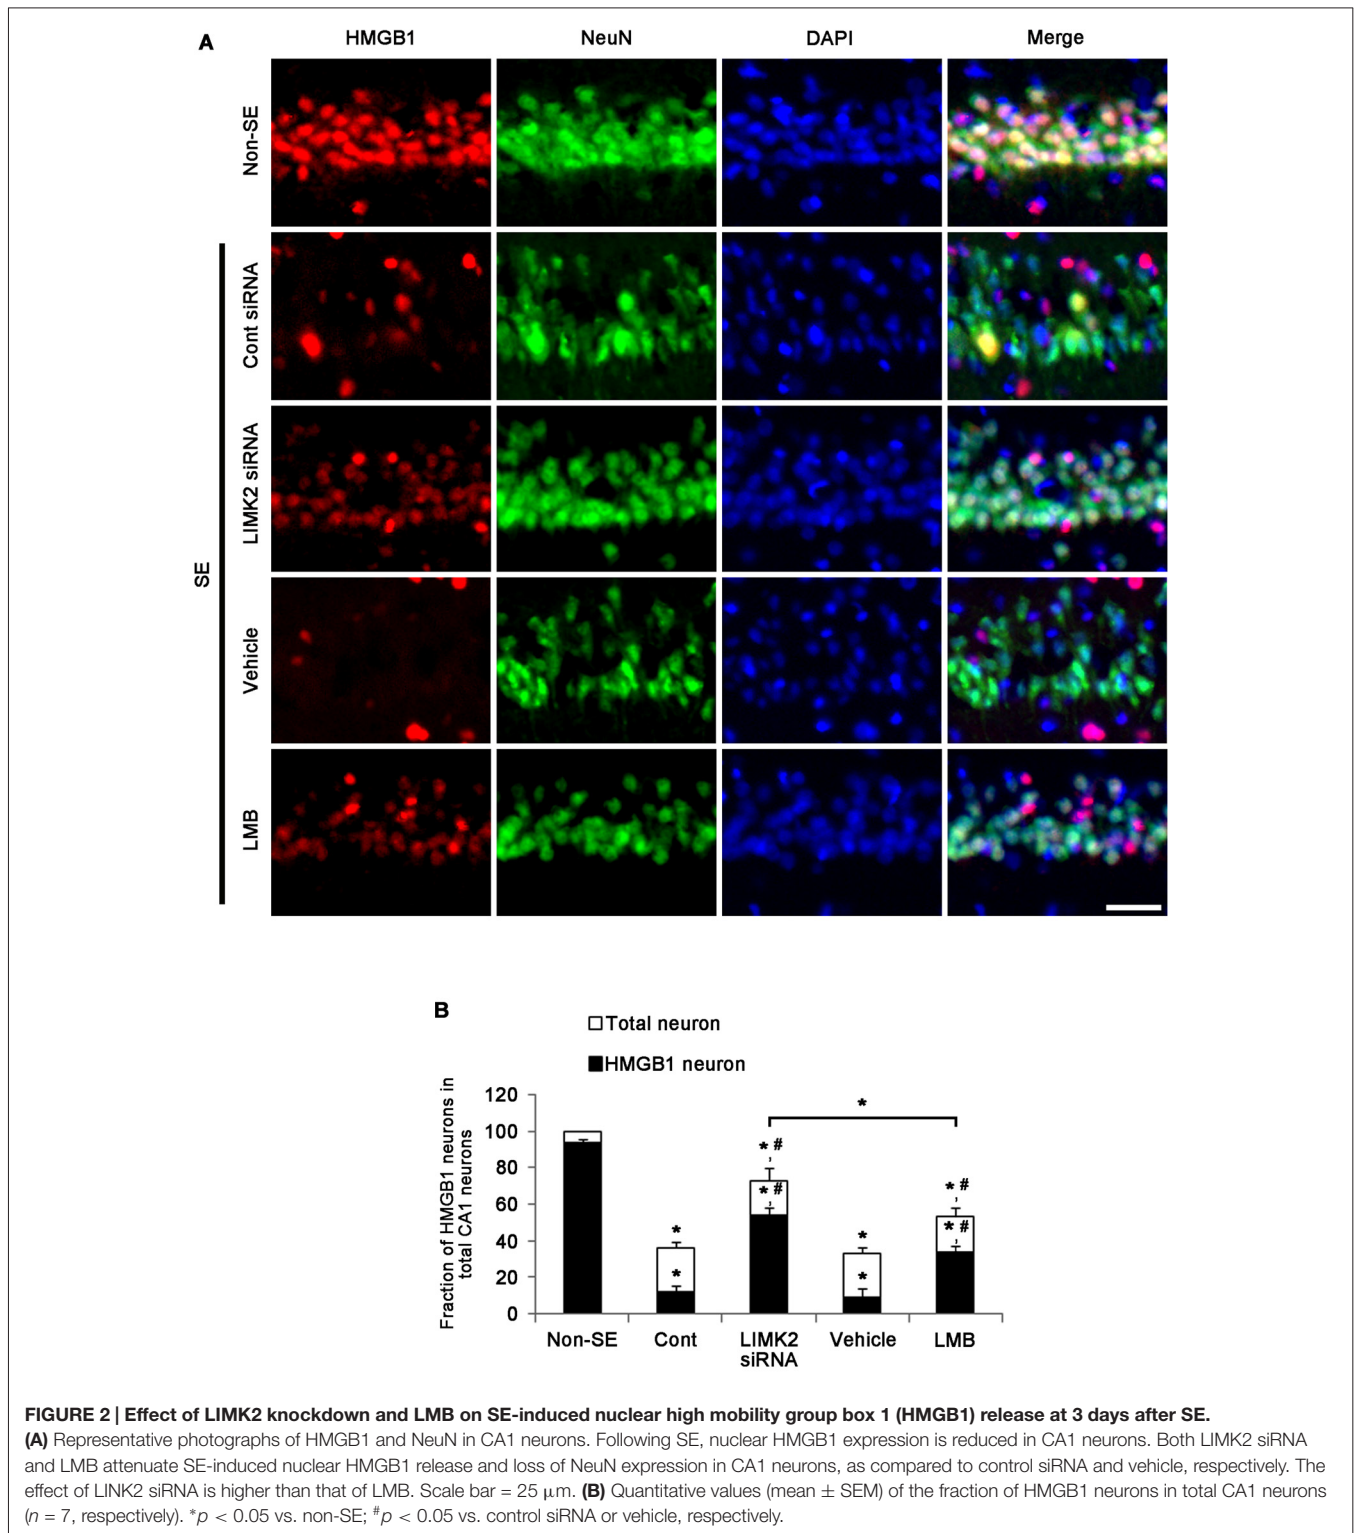 A
HMGB1 NeuN DAPI Merge
Non-SE
Cont siRNA
LIMK2 siRNA
SE
Vehicle
LMB
B
Total neuron
HMGB1 neuron
Fraction of HMGB1 neurons in
total CA1 neurons
120
100
80
60
40
20
0
*
* , #
* , #
* , #
* , #
*
*
*
*
Non-SE Cont LIMK2 Vehicle LMB
siRNA
FIGURE 2 | Effect of LIMK2 knockdown and LMB on SE-induced nuclear high mobility group box 1 (HMGB1) release at 3 days after SE.
(A) Representative photographs of HMGB1 and NeuN in CA1 neurons. Following SE, nuclear HMGB1 expression is reduced in CA1 neurons. Both LIMK2 siRNA
and LMB attenuate SE-induced nuclear HMGB1 release and loss of NeuN expression in CA1 neurons, as compared to control siRNA and vehicle, respectively. The
effect of LINK2 siRNA is higher than that of LMB. Scale bar = 25 μm. (B) Quantitative values (mean ± SEM) of the fraction of HMGB1 neurons in total CA1 neurons
(n = 7, respectively). *p < 0.05 vs. non-SE; #p < 0.05 vs. control siRNA or vehicle, respectively.